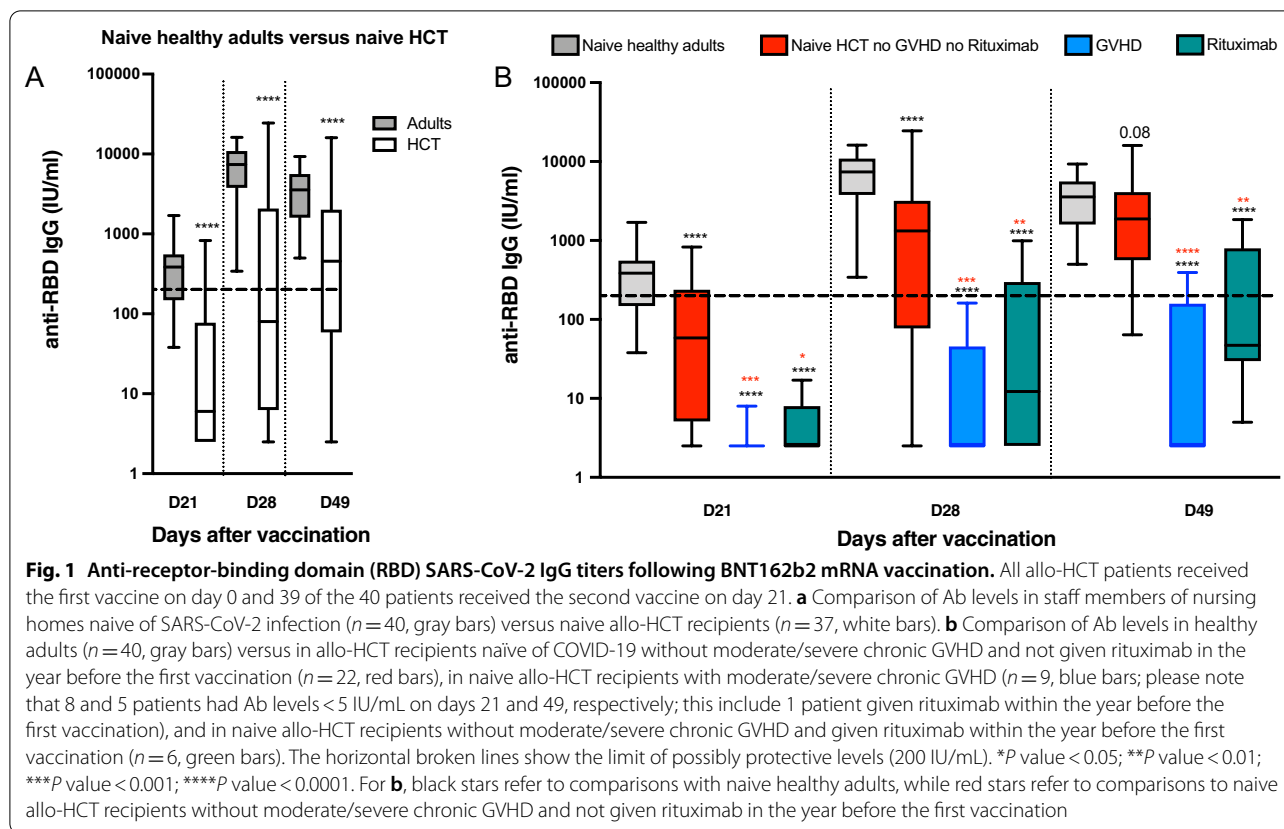 Naive healthy adults versus naive HCT
A
anti-RBD IgG (IU/ml)
100000
10000
1000
100
10
1
****
****
****
Adults
HCT
D21
D28
D49
Days after vaccination
Naive healthy adults
Naive HCT no GVHD no Rituximab
GVHD
Rituximab
B
anti-RBD IgG (IU/ml)
100000
10000
1000
100
10
1
****
***
****
*
****
****
***
****
**
****
0.08
****
****
**
****
D21
D28
D49
Days after vaccination
Fig. 1 Anti-receptor-binding domain (RBD) SARS-CoV-2 IgG titers following BNT162b2 mRNA vaccination. All allo-HCT patients received
the first vaccine on day 0 and 39 of the 40 patients received the second vaccine on day 21. a Comparison of Ab levels in staff members of nursing
homes naive of SARS-CoV-2 infection (n = 40, gray bars) versus naive allo-HCT recipients (n = 37, white bars). b Comparison of Ab levels in healthy
adults (n = 40, gray bars) versus in allo-HCT recipients naïve of COVID-19 without moderate/severe chronic GVHD and not given rituximab in the
year before the first vaccination (n = 22, red bars), in naive allo-HCT recipients with moderate/severe chronic GVHD (n = 9, blue bars; please note
that 8 and 5 patients had Ab levels < 5 IU/mL on days 21 and 49, respectively; this include 1 patient given rituximab within the year before the
first vaccination), and in naive allo-HCT recipients without moderate/severe chronic GVHD and given rituximab within the year before the first
vaccination (n = 6, green bars). The horizontal broken lines show the limit of possibly protective levels (200 IU/mL). *P value < 0.05; **P value < 0.01;
***P value < 0.001; ****P value < 0.0001. For b, black stars refer to comparisons with naive healthy adults, while red stars refer to comparisons to naive
allo-HCT recipients without moderate/severe chronic GVHD and not given rituximab in the year before the first vaccination